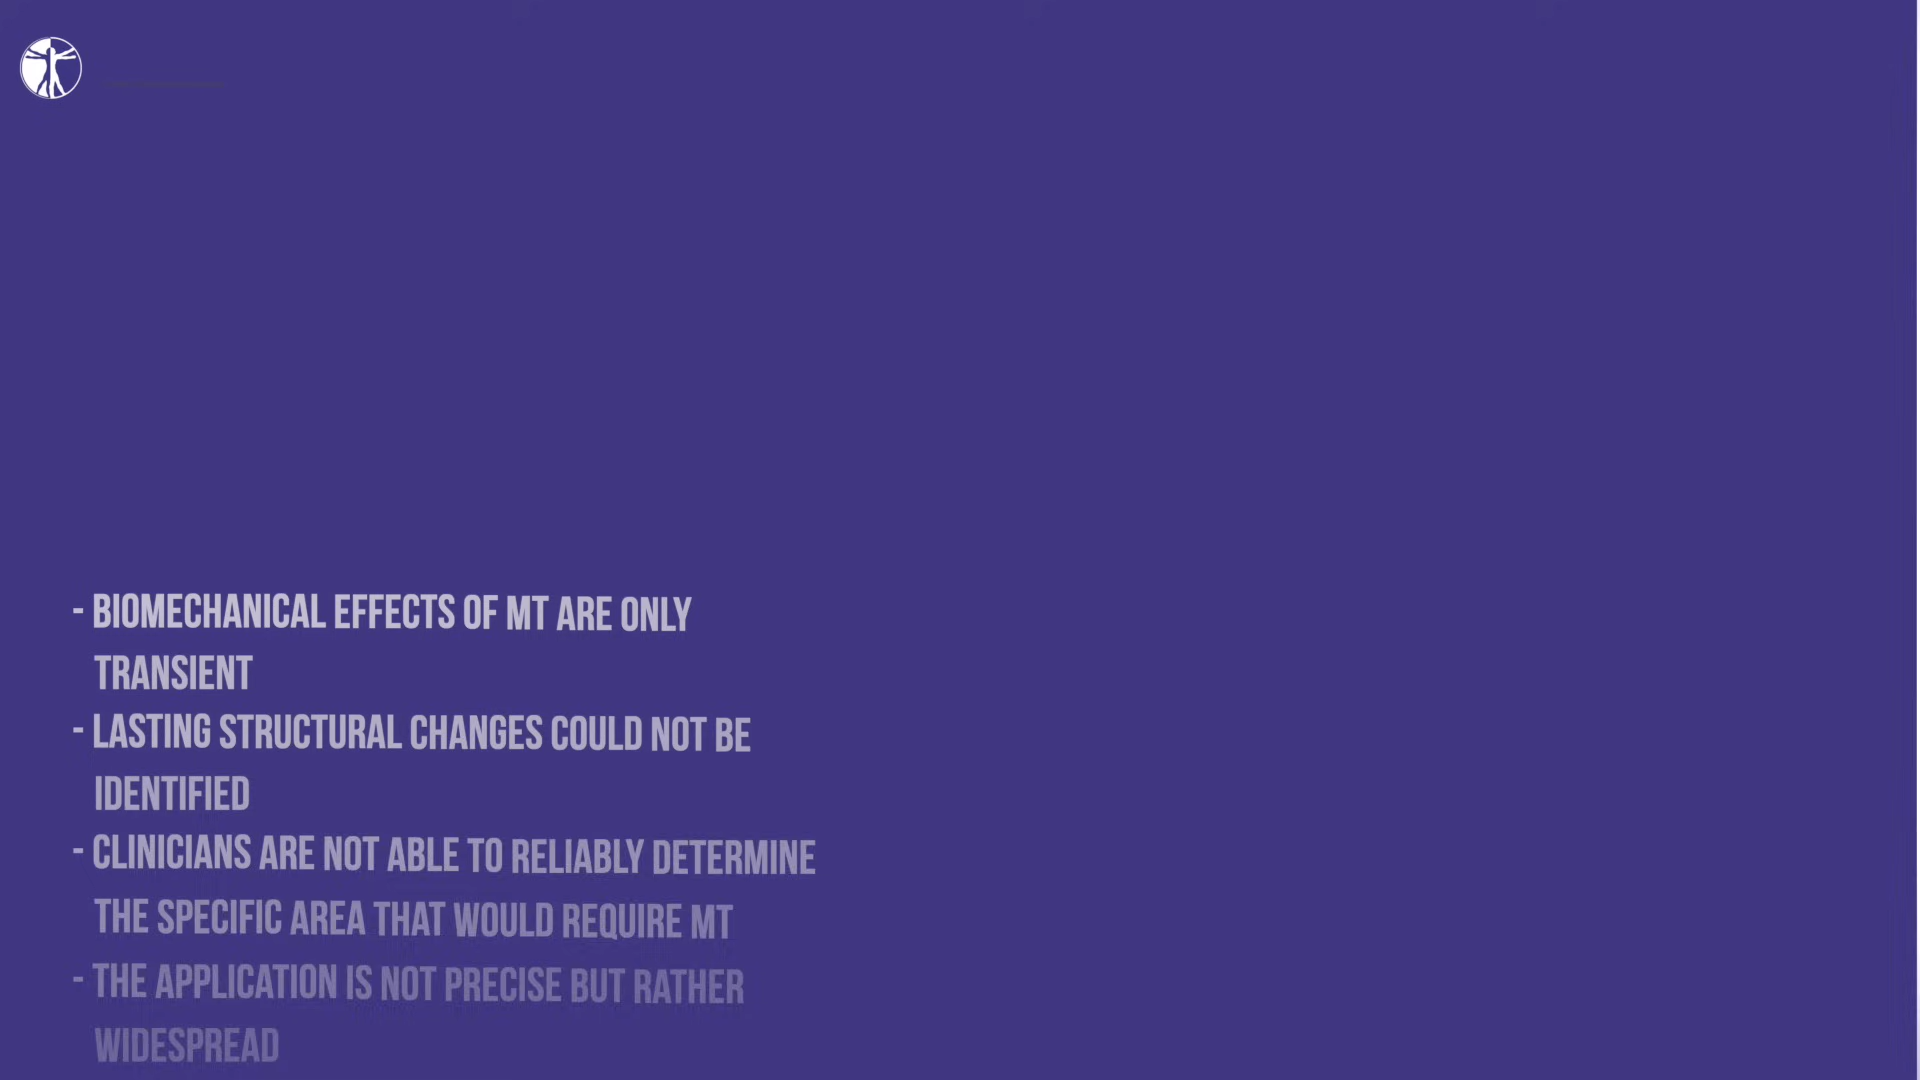 - BIOMECHANICAL EFFECTS OF MT ARE ONLY
TRANSIENT
- LASTING STRUCTURAL CHANGES COULD NOT BE
IDENTIFIED
- CLINICIANS ARE NOT ABLE TO RELIABLY DETERMINE
THE SPECIFIC AREA THAT WOULD REQUIRE MT
- THE APPLICATION IS NOT PRECISE BUT RATHER
WIDESPREAD